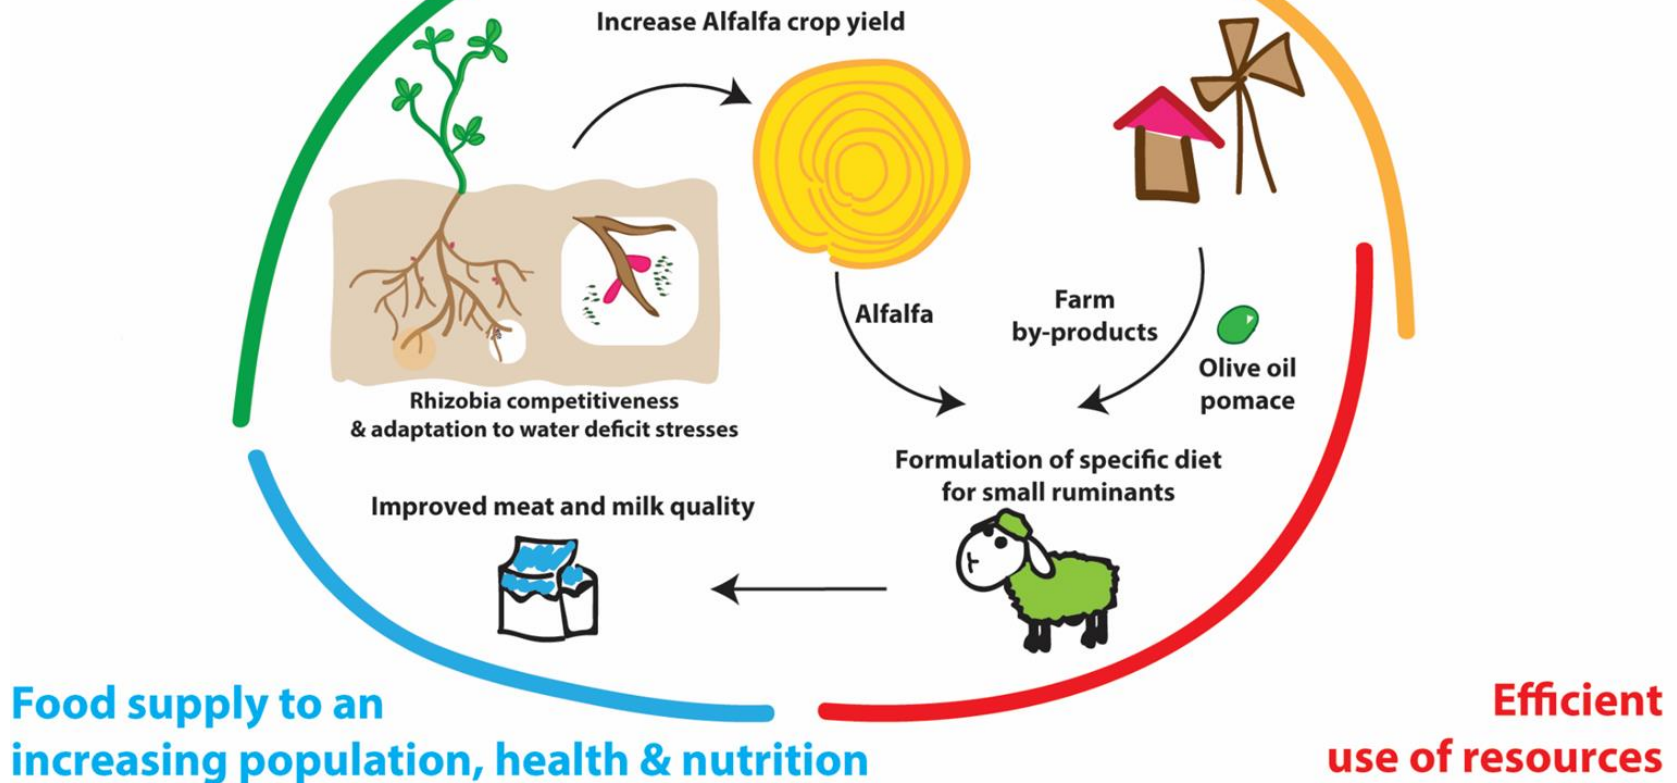 Increase Alfalfa crop yield
Alfalfa
Farm
by-products
Olive oil
pomace
Rhizobia competitiveness
& adaptation to water deficit stresses
Formulation of specific diet
for small ruminants
Improved meat and milk quality
Food supply to an
increasing population, health & nutrition
Efficient
use of resources